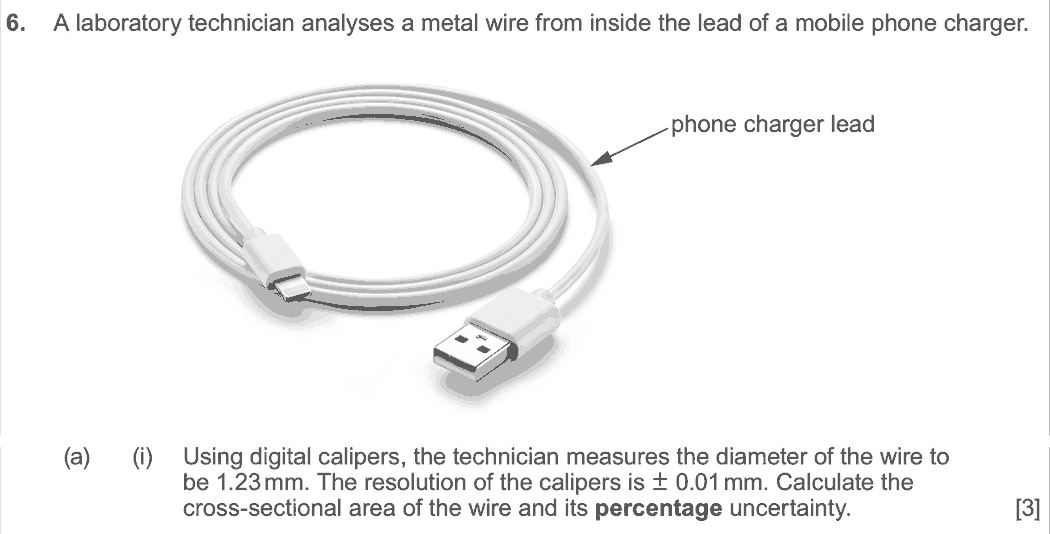 6. A laboratory technician analyses a metal wire from inside the lead of a mobile phone charger.
phone charger lead
(a) (i) Using digital calipers, the technician measures the diameter of the wire to
be 1.23 mm. The resolution of the calipers is ± 0.01 mm. Calculate the
cross-sectional area of the wire and its percentage uncertainty. [3]